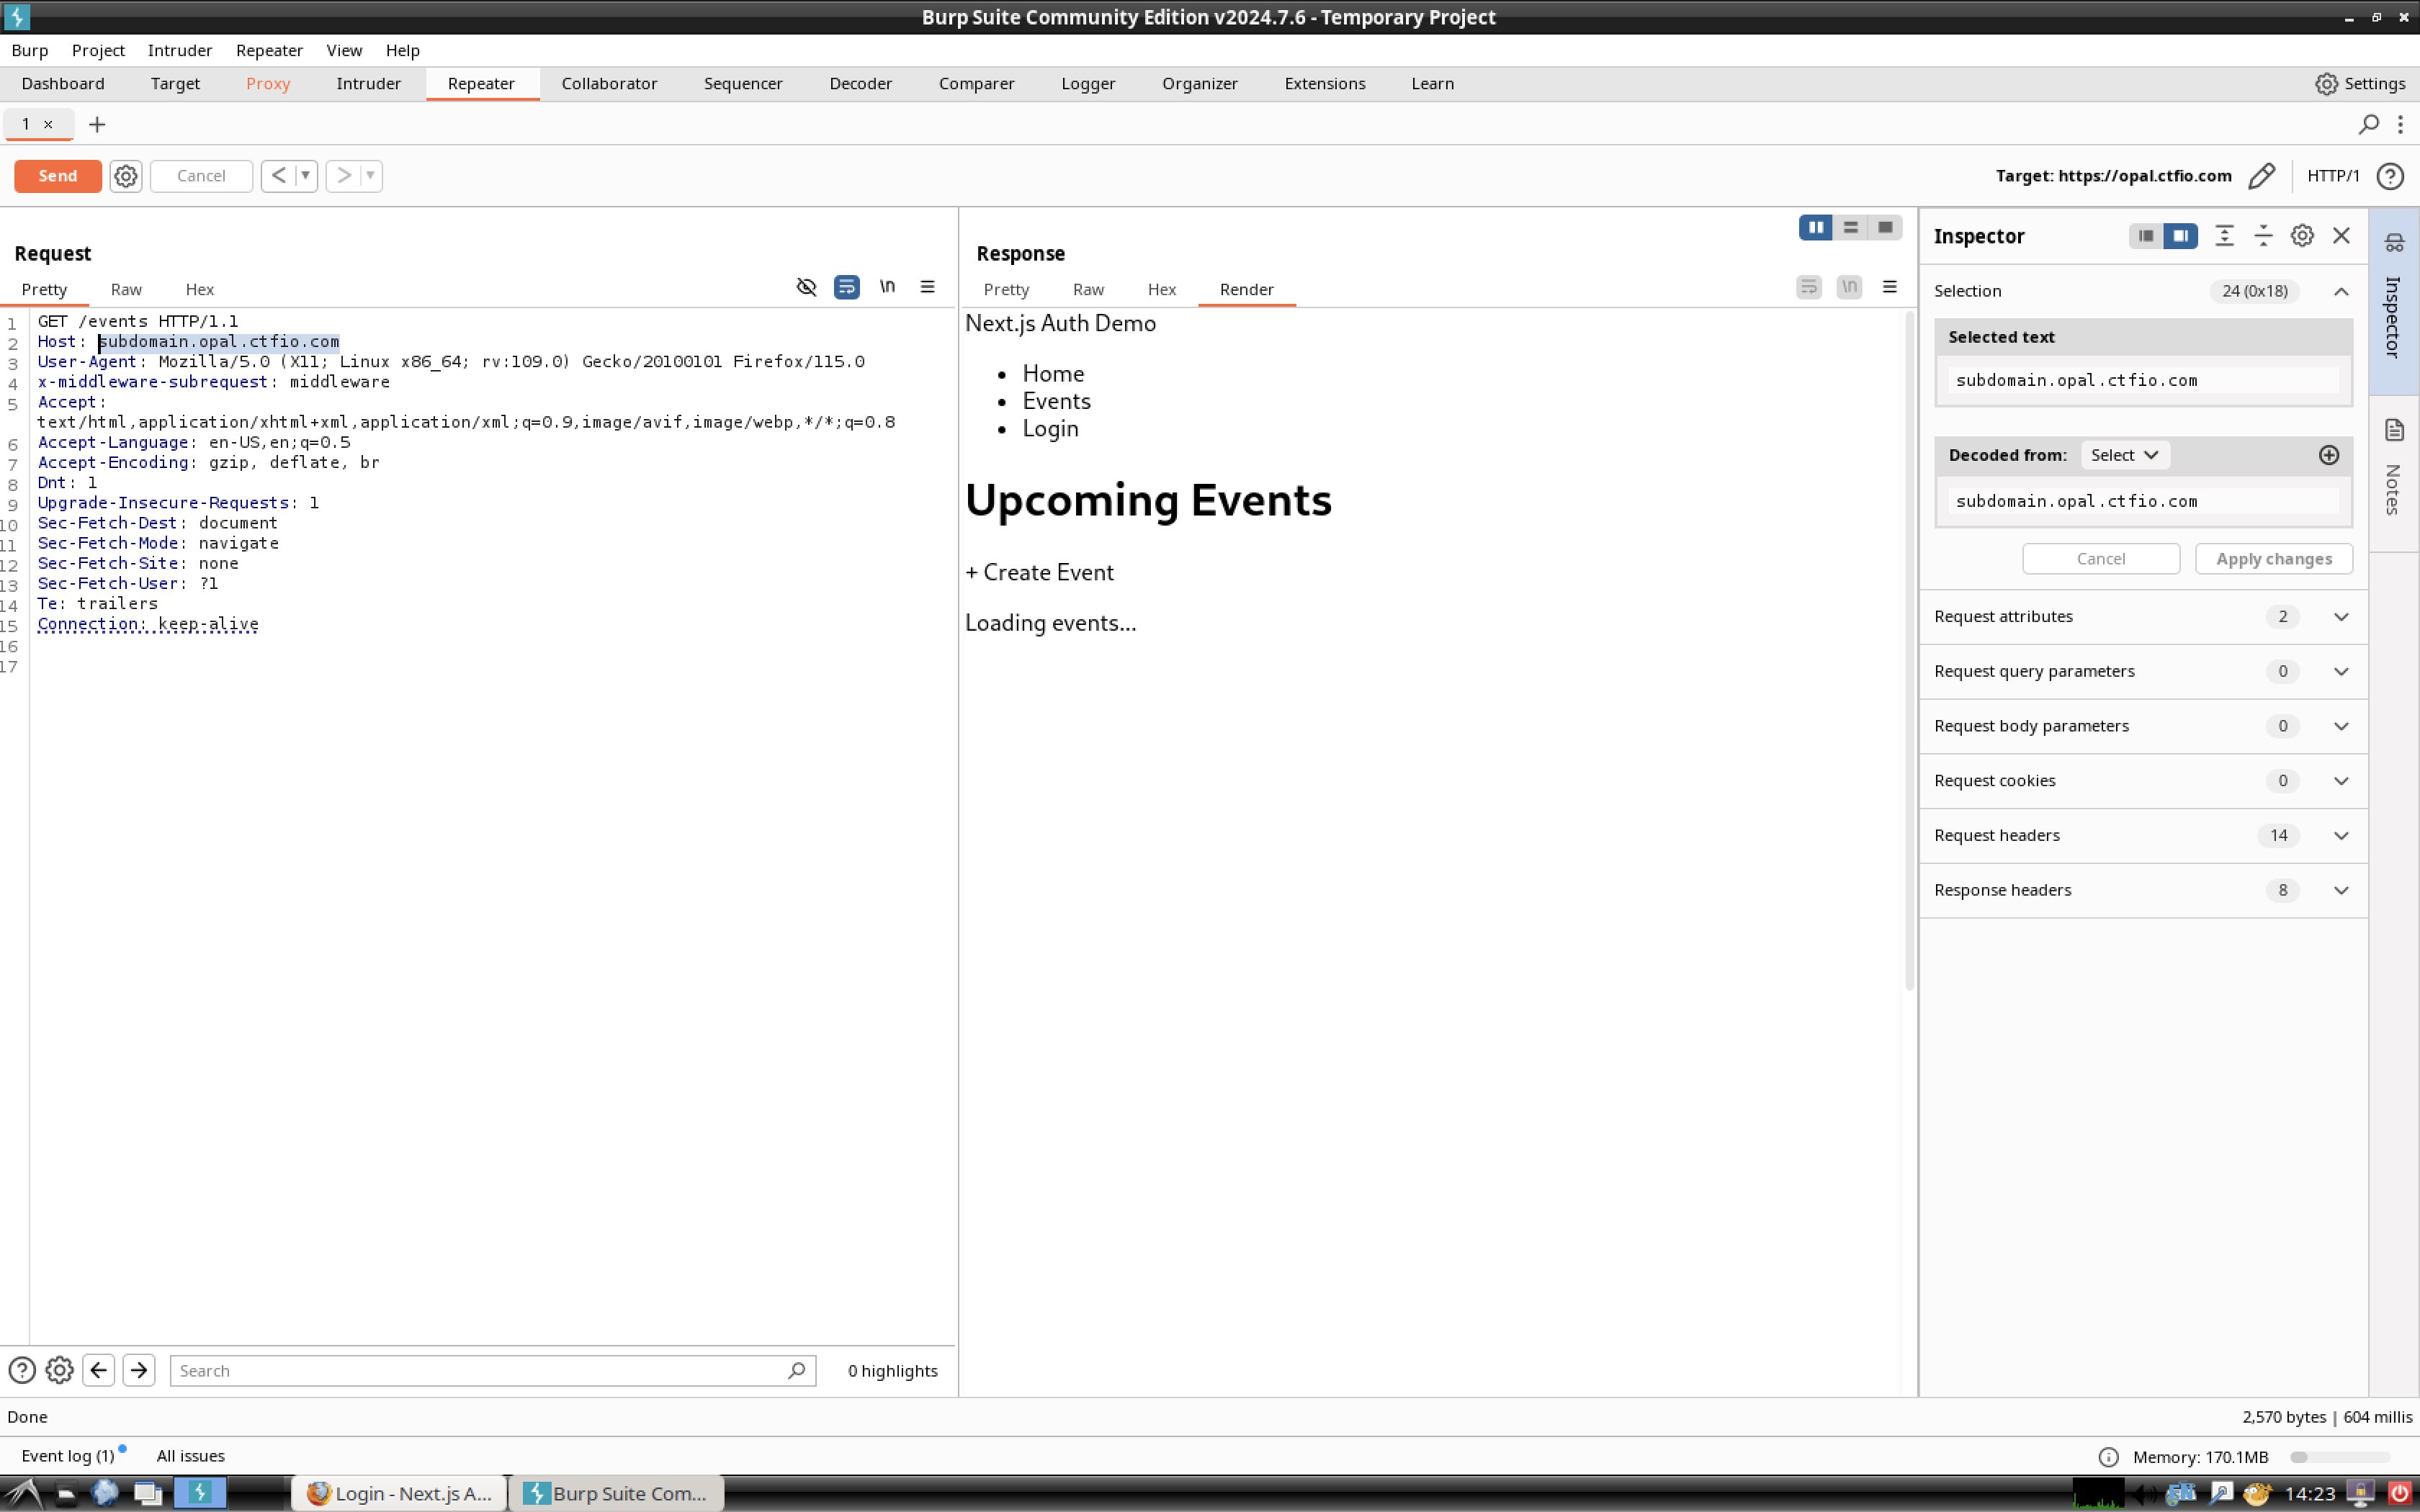 Burp Suite Community Edition v2024.7.6 - Temporary Project
Burp Project Intruder Repeater View Help
Dashboard Target Proxy Intruder Repeater Collaborator Sequencer Decoder Comparer Logger Organizer Extensions Learn Settings
1 × +
Send Cancel < > Target: https://opal.ctfio.com HTTP/1
Request
Pretty Raw Hex \n
1 GET /events HTTP/1.1
2 Host: subdomain.opal.ctfio.com
3 User-Agent: Mozilla/5.0 (X11; Linux x86_64; rv:109.0) Gecko/20100101 Firefox/115.0
4 x-middleware-subrequest: middleware
5 Accept:
text/html,application/xhtml+xml,application/xml;q=0.9,image/avif,image/webp,*/*;q=0.8
6 Accept-Language: en-US,en;q=0.5
7 Accept-Encoding: gzip, deflate, br
8 Dnt: 1
9 Upgrade-Insecure-Requests: 1
10 Sec-Fetch-Dest: document
11 Sec-Fetch-Mode: navigate
12 Sec-Fetch-Site: none
13 Sec-Fetch-User: ?1
14 Te: trailers
15 Connection: keep-alive
16
17
Search 0 highlights
Response
Pretty Raw Hex Render \n
Next.js Auth Demo
• Home
• Events
• Login
Upcoming Events
+ Create Event
Loading events...
Inspector
Selection 24 (0x18)
Selected text
subdomain.opal.ctfio.com
Decoded from: Select
subdomain.opal.ctfio.com
Cancel Apply changes
Request attributes 2
Request query parameters 0
Request body parameters 0
Request cookies 0
Request headers 14
Response headers 8
Inspector
Notes
Done 2,570 bytes | 604 millis
Event log (1) All issues Memory: 170.1MB
Login - Next.js A... Burp Suite Com... 14:23